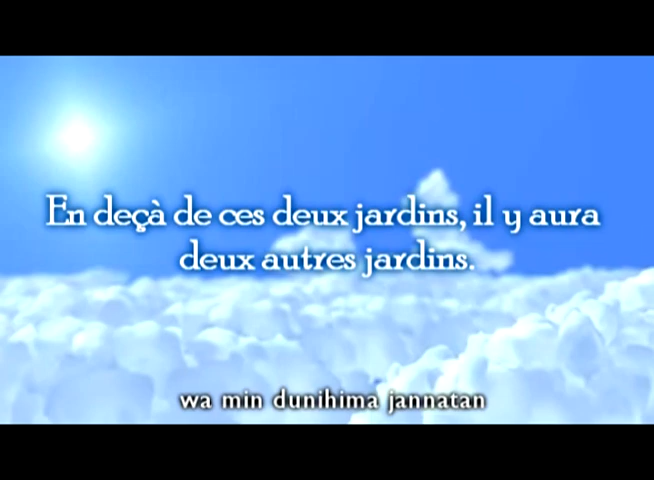 En deçà de ces deux jardins, il y aura
deux autres jardins.
wa min dunihima jannatan